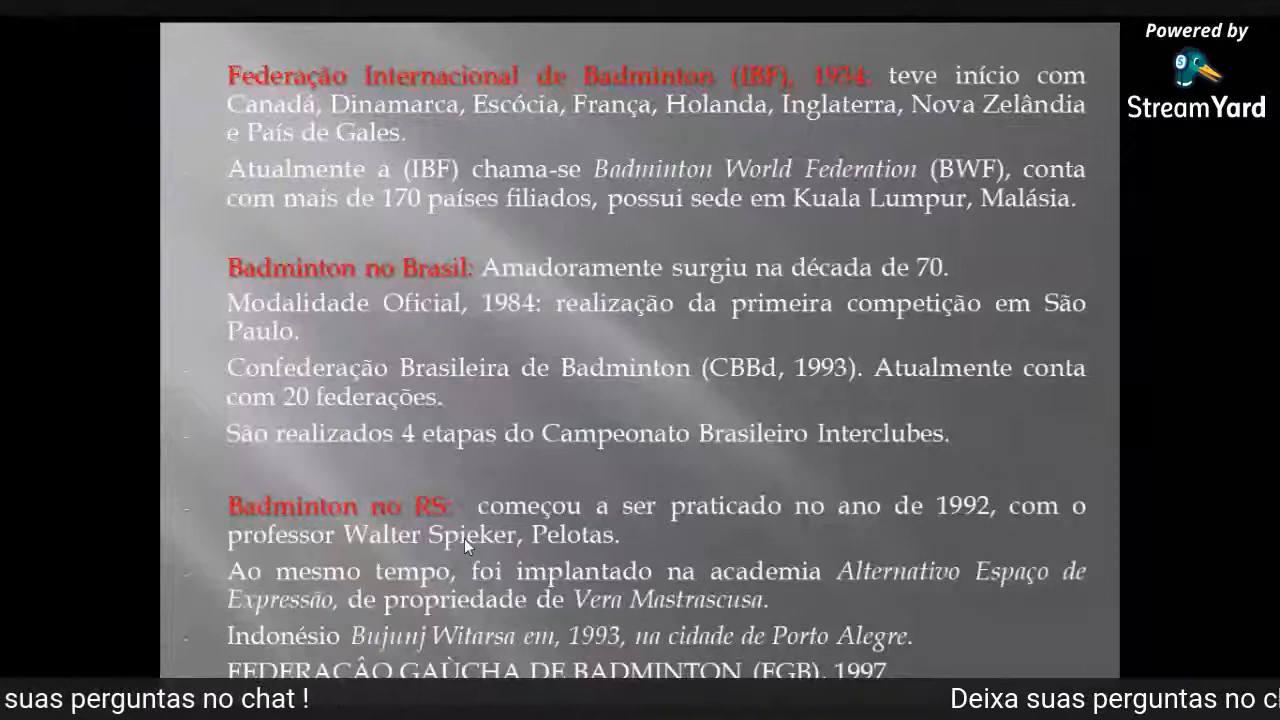 Powered by
StreamYard
Federação Internacional de Badminton (IBF), 1934: teve início com
Canadá, Dinamarca, Escócia, França, Holanda, Inglaterra, Nova Zelândia
e País de Gales.
- Atualmente a (IBF) chama-se Badminton World Federation (BWF), conta
com mais de 170 países filiados, possui sede em Kuala Lumpur, Malásia.
Badminton no Brasil: Amadoramente surgiu na década de 70.
Modalidade Oficial, 1984: realização da primeira competição em São
Paulo.
- Confederação Brasileira de Badminton (CBBd, 1993). Atualmente conta
com 20 federações.
- São realizados 4 etapas do Campeonato Brasileiro Interclubes.
- Badminton no RS: começou a ser praticado no ano de 1992, com o
professor Walter Spieker, Pelotas.
- Ao mesmo tempo, foi implantado na academia Alternativo Espaço de
Expressão, de propriedade de Vera Mastrascusa.
- Indonésio Bujunj Witarsa em, 1993, na cidade de Porto Alegre.
FEDERAÇÂO GAÙCHA DE BADMINTON (FGB), 1997
suas perguntas no chat ! Deixa suas perguntas no c